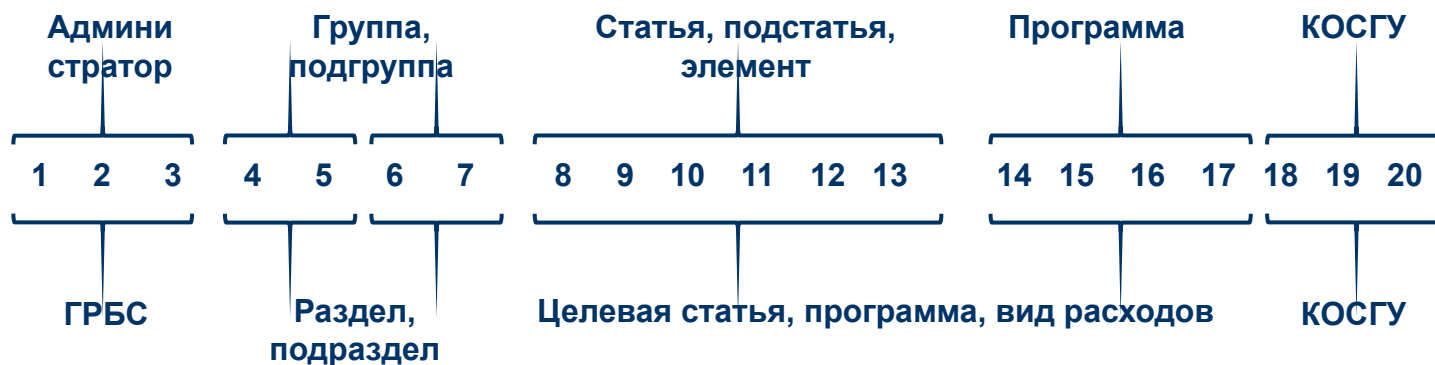 Админи
стратор
Группа,
подгруппа
Статья, подстатья,
элемент
Программа
КОСГУ
1 2 3 4 5 6 7 8 9 10 11 12 13 14 15 16 17 18 19 20
ГРБС
Раздел,
подраздел
Целевая статья, программа, вид расходов
КОСГУ